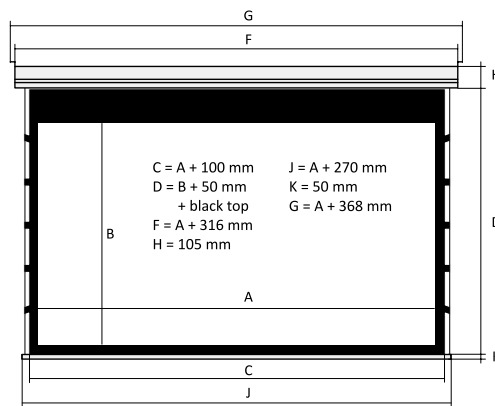 G
F
C = A + 100 mm
D = B + 50 mm
+ black top
F = A + 316 mm
H = 105 mm
J = A + 270 mm
K = 50 mm
G = A + 368 mm
B
A
C
J